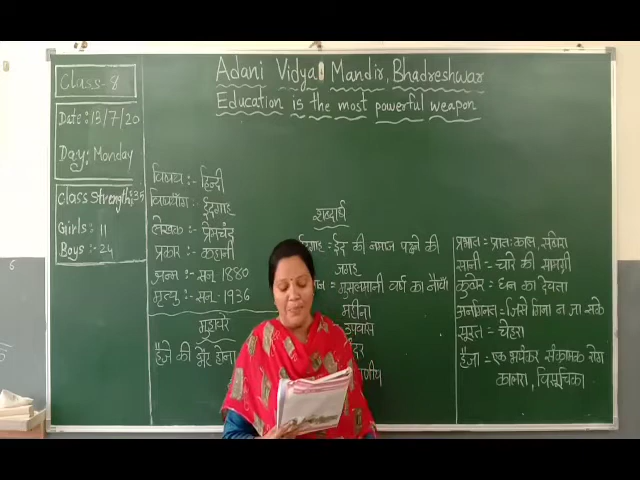 Adani Vidya Mandir, Bhadreshwar
Education is the most powerful weapon
Class-8
Date:13/7/20
Day: Monday
Class Strength:35
Girls:- 11
Boys:- 24
विषय:- हिन्दी
ईदगाह
लेखक:- प्रेमचंद
प्रकार:- कहानी
जन्म:- सन् 1880
मृत्यु:- सन् 1936
मुहावरे
हैजे की भेंट होना
शब्दार्थ
ईदगाह = ईद की नमाज पढ़ने की
जगह
= मुसलमानी वर्ष का नौवाँ
महीना
उपवास
प्रभात = प्रातः काल, सवेरा
सानी = चारे की सामग्री
कुबेर = धन का देवता
अनगिनत = जिसे गिना न जा सके
सूरत = चेहरा
हैजा = एक भयंकर संक्रामक रोग
कालरा, विसूचिका